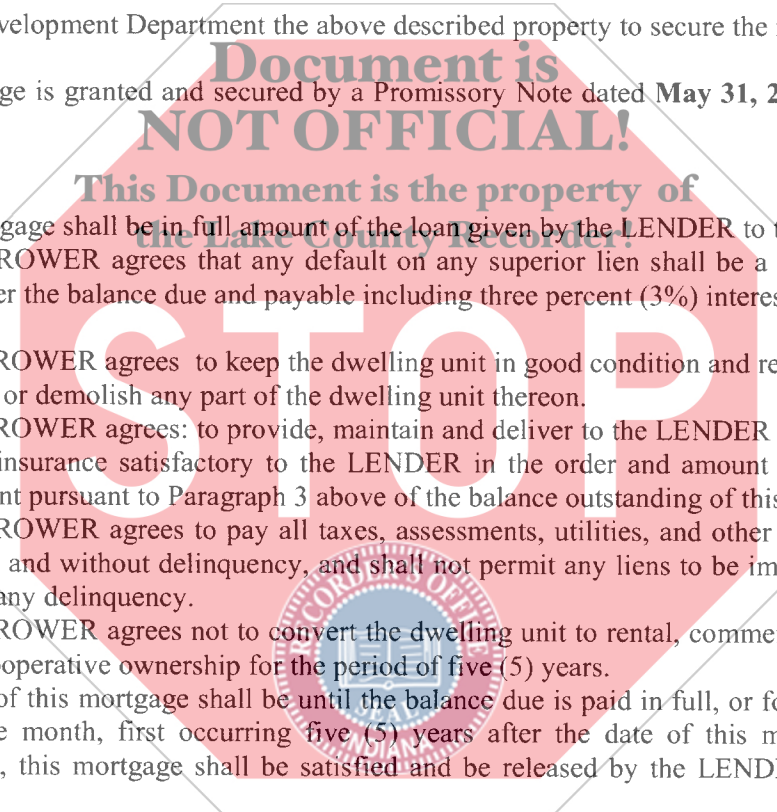 velopment Department the above described property to secure the
Document is
ge is granted and secured by a Promissory Note dated May 31, 2
NOT OFFICIAL!
This Document is the property of
gage shall be in full amount of the loan given by the LENDER to
the Lake County Recorder!
ROWER agrees that any default on any superior lien shall be a
er the balance due and payable including three percent (3%) interes
STOP
ROWER agrees to keep the dwelling unit in good condition and re
or demolish any part of the dwelling unit thereon.
ROWER agrees: to provide, maintain and deliver to the LENDER
insurance satisfactory to the LENDER in the order and amount
nt pursuant to Paragraph 3 above of the balance outstanding of this
ROWER agrees to pay all taxes, assessments, utilities, and other
and without delinquency, and shall not permit any liens to be im
any delinquency.
RECORDER'S OFFICE
ROWER agrees not to convert the dwelling unit to rental, comme
operative ownership for the period of five (5) years.
of this mortgage shall be until the balance due is paid in full, or fo
SEAL
e month, first occurring five (5) years after the date of this m
INDIANA
, this mortgage shall be satisfied and be released by the LENDE